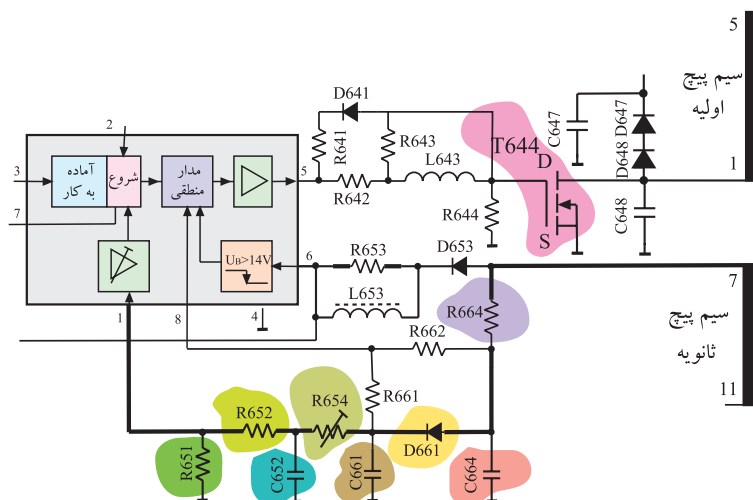 5
سیم پیچ
اولیه
1
D641
R641
R643
L643
R642
R644
T644
D
S
C647
D647
D648
C648
2
3
7
5
آماده
به کار
شروع
مدار
منطقی
UB>14V
6
4
1
8
R653
L653
D653
R664
R662
7
سیم پیچ
ثانویه
11
R661
R654
R652
R651
C652
C661
D661
C664